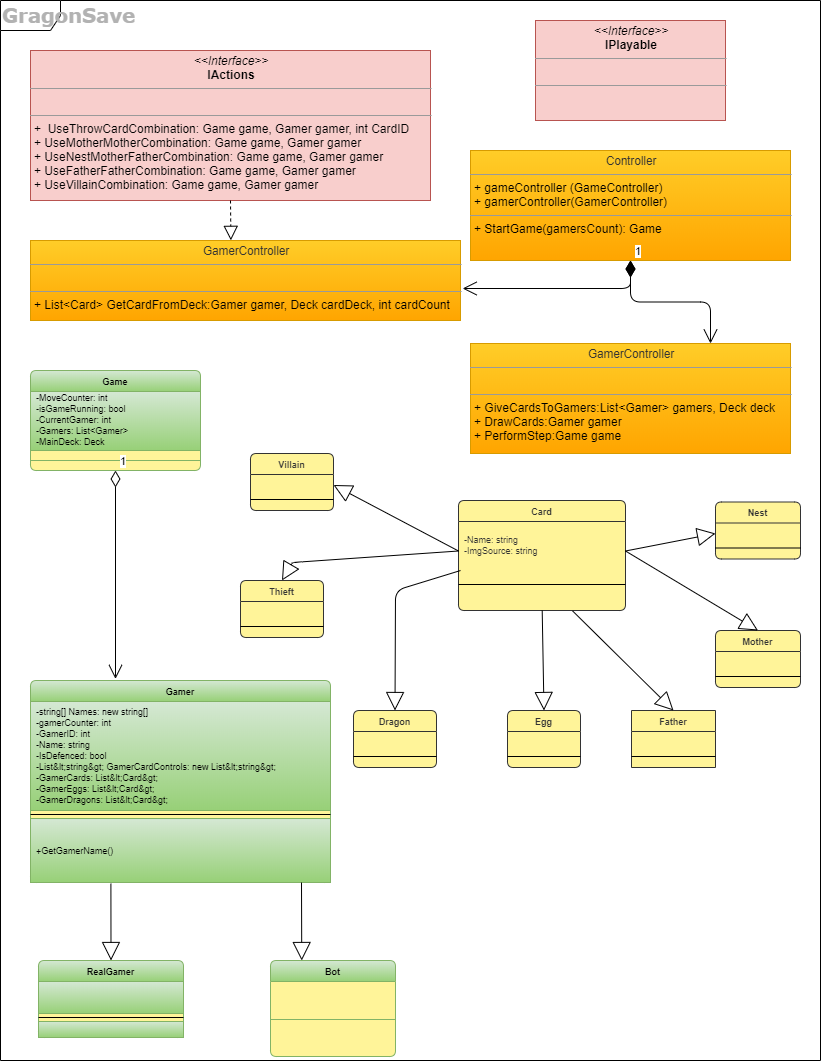 GragonSave
<<Interface>>
IActions
+  UseThrowCardCombination: Game game, Gamer gamer, int CardID
+ UseMotherMotherCombination: Game game, Gamer gamer
+ UseNestMotherFatherCombination: Game game, Gamer gamer
+ UseFatherFatherCombination: Game game, Gamer gamer
+ UseVillainCombination: Game game, Gamer gamer
<<Interface>>
IPlayable
Controller
+ gameController (GameController)
+ gamerController(GamerController)
+ StartGame(gamersCount): Game
1
GamerController
+ List<Card> GetCardFromDeck:Gamer gamer, Deck cardDeck, int cardCount
GamerController
+ GiveCardsToGamers:List<Gamer> gamers, Deck deck
+ DrawCards:Gamer gamer
+ PerformStep:Game game
Game
-MoveCounter: int
-isGameRunning: bool
-CurrentGamer: int
-Gamers: List<Gamer>
-MainDeck: Deck
1
Villain
Card
-Name: string
-ImgSource: string
Nest
Thieft
Mother
Dragon
Egg
Father
Gamer
-string[] Names: new string[]
-gamerCounter: int
-GamerID: int
-Name: string
-IsDefenced: bool
-List&lt;string&gt; GamerCardControls: new List&lt;string&gt;
-GamerCards: List&lt;Card&gt;
-GamerEggs: List&lt;Card&gt;
-GamerDragons: List&lt;Card&gt;
+GetGamerName()
RealGamer
Bot